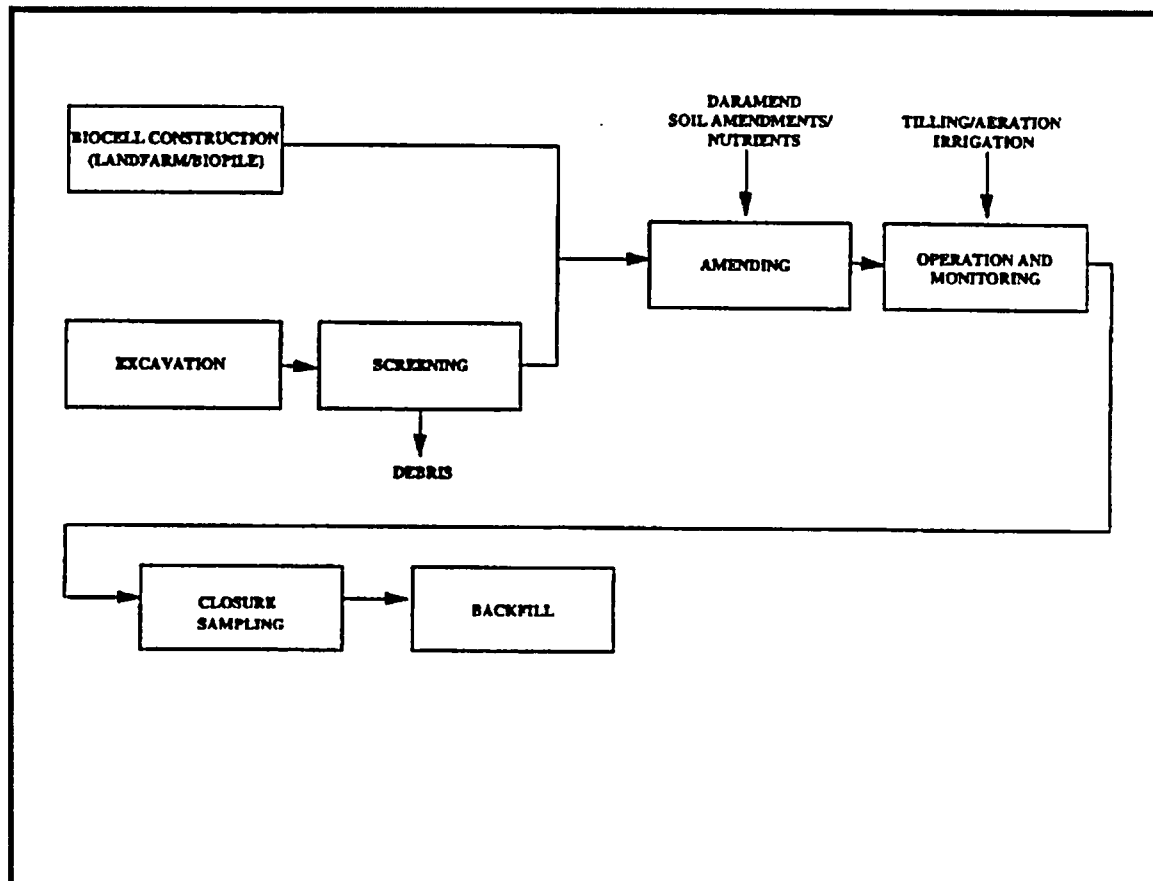 BIOCELL CONSTRUCTION
(LANDFARM/BIOPILE)
DARAMEND
SOIL AMENDMENTS/
NUTRIENTS
TILLING/AERATION
IRRIGATION
AMENDING
OPERATION AND
MONITORING
EXCAVATION
SCREENING
DEBRIS
CLOSURE
SAMPLING
BACKFILL